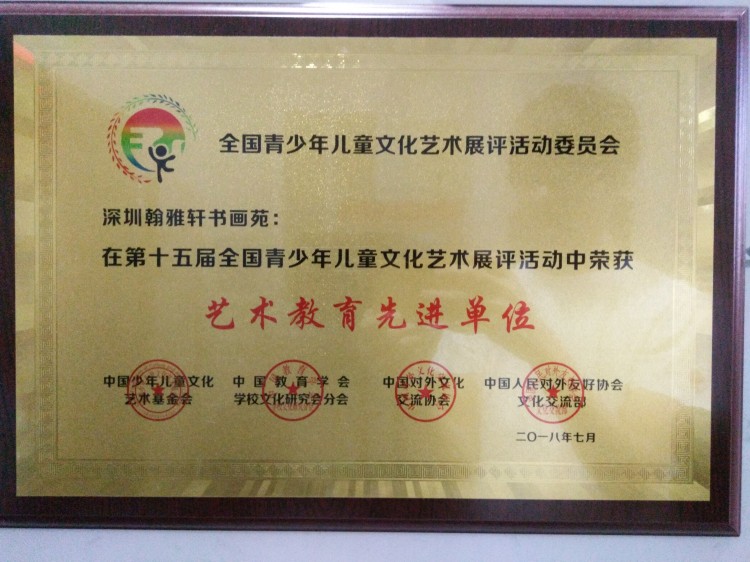 全国青少年儿童文化艺术展评活动委员会
深圳翰雅轩书画苑：
在第十五届全国青少年儿童文化艺术展评活动中荣获
艺术教育先进单位
中国少年儿童文化
艺术基金会
中国教育学会
学校文化研究会分会
中国对外文化
交流协会
中国人民对外友好协会
文化交流部
二〇一八年七月